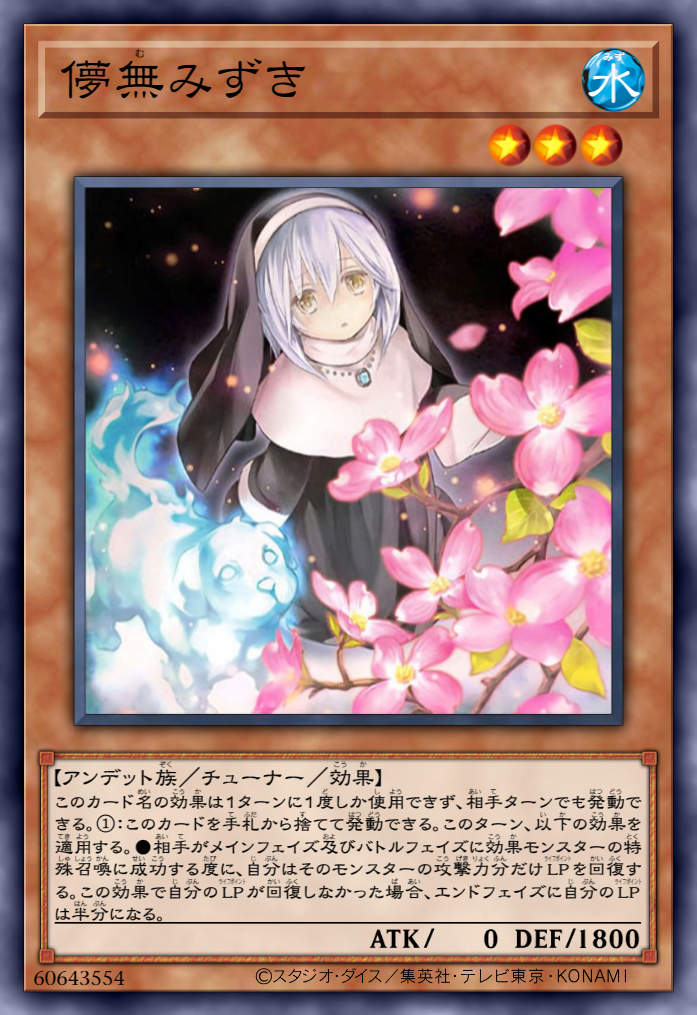 儚無みずき
水
【アンデット族／チューナー／効果】
このカード名の効果は1ターンに1度しか使用できず、相手ターンでも発動で
きる。①：このカードを手札から捨てて発動できる。このターン、以下の効果を
適用する。●相手がメインフェイズ及びバトルフェイズに効果モンスターの特
殊召喚に成功する度に、自分はそのモンスターの攻撃力分だけLPを回復す
る。この効果で自分のLPが回復しなかった場合、エンドフェイズに自分のLP
は半分になる。
ATK/ 0 DEF/1800
60643554 ©スタジオ・ダイス／集英社・テレビ東京・KONAMI